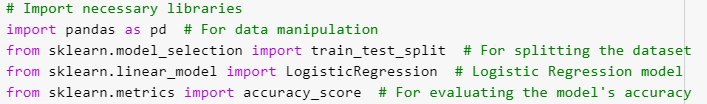 # Import necessary libraries
import pandas as pd  # For data manipulation
from sklearn.model_selection import train_test_split  # For splitting the dataset
from sklearn.linear_model import LogisticRegression  # Logistic Regression model
from sklearn.metrics import accuracy_score  # For evaluating the model's accuracy